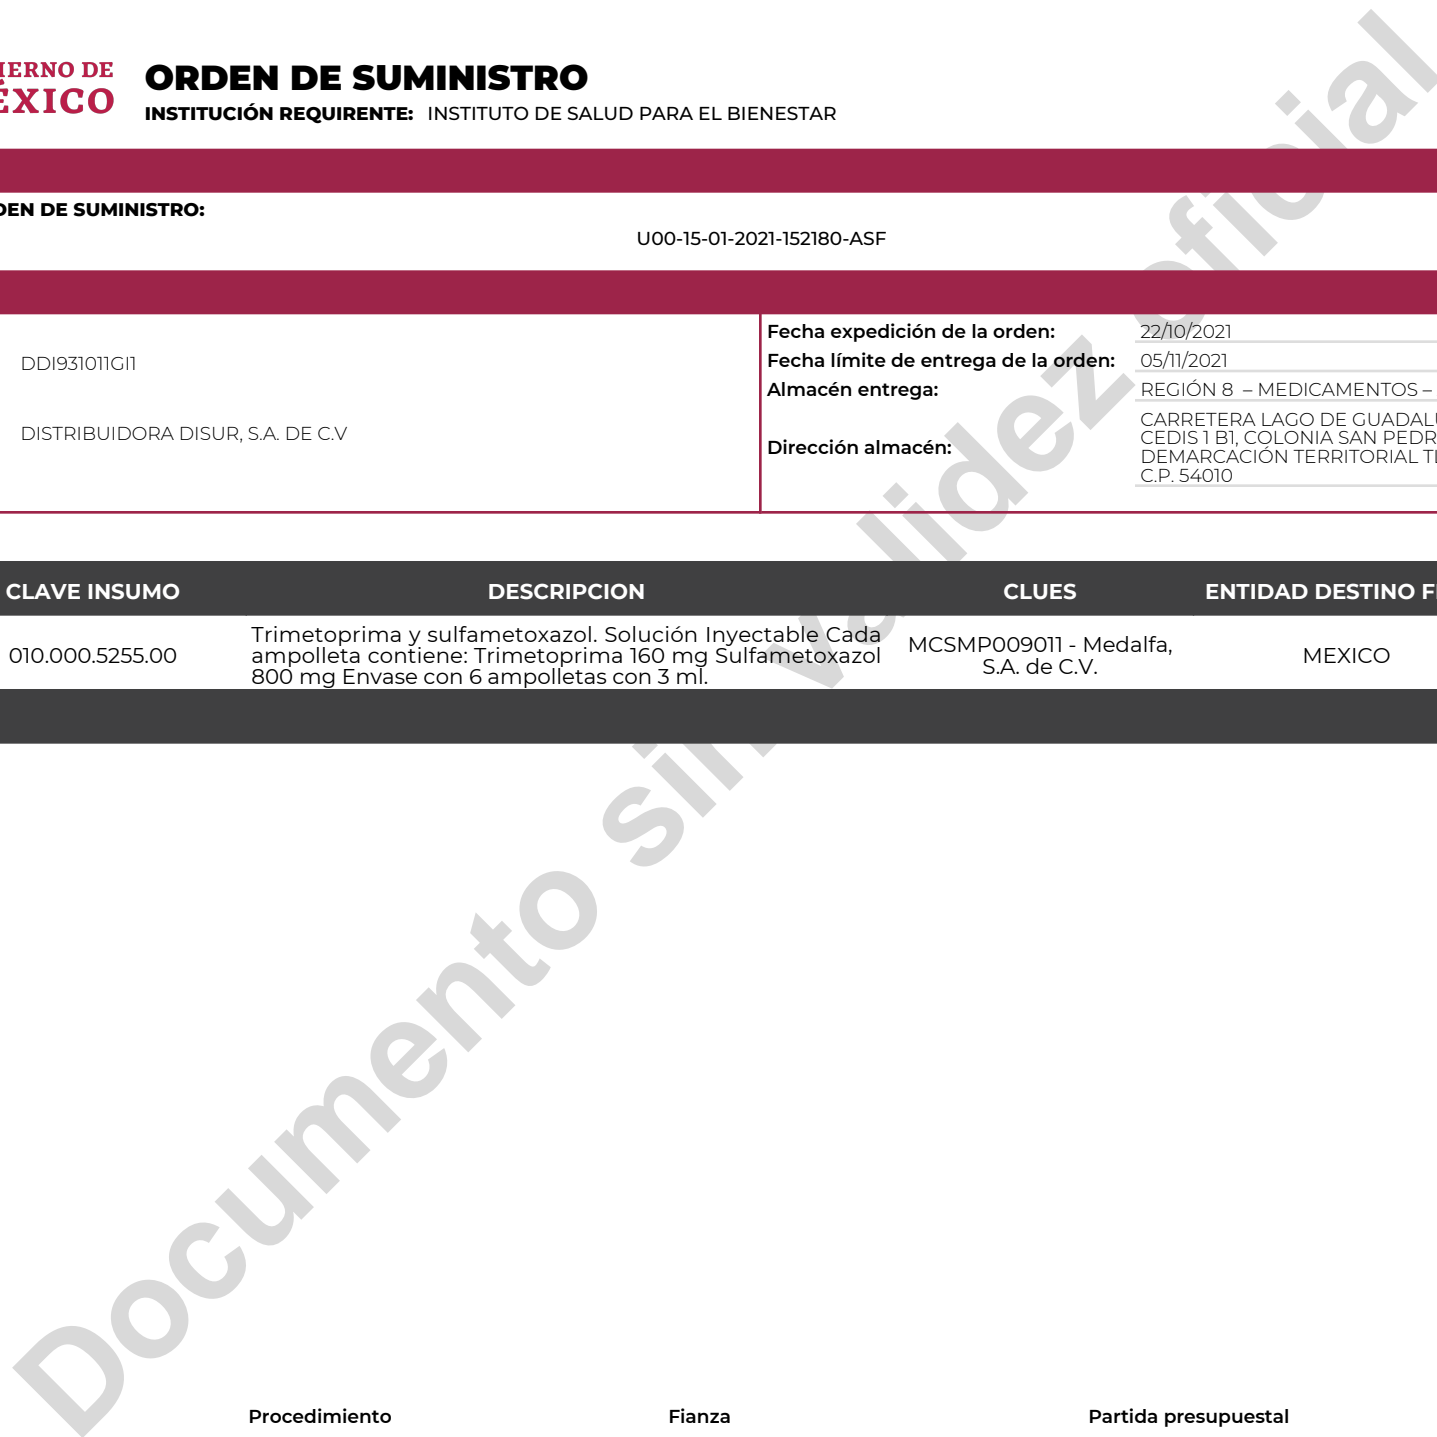 IERNO DE
ÉXICO
ORDEN DE SUMINISTRO
INSTITUCIÓN REQUIRENTE: INSTITUTO DE SALUD PARA EL BIENESTAR
DEN DE SUMINISTRO:
U00-15-01-2021-152180-ASF
DDI931011GI1
DISTRIBUIDORA DISUR, S.A. DE C.V
Fecha expedición de la orden: 22/10/2021
Fecha límite de entrega de la orden: 05/11/2021
Almacén entrega: REGIÓN 8 – MEDICAMENTOS –
Dirección almacén:
CARRETERA LAGO DE GUADAL
CEDIS 1 B1, COLONIA SAN PEDR
DEMARCACIÓN TERRITORIAL T
C.P. 54010
CLAVE INSUMO DESCRIPCION CLUES ENTIDAD DESTINO F
010.000.5255.00
Trimetoprima y sulfametoxazol. Solución Inyectable Cada
ampolleta contiene: Trimetoprima 160 mg Sulfametoxazol
800 mg Envase con 6 ampolletas con 3 ml.
MCSMP009011 - Medalfa,
S.A. de C.V.
MEXICO
Documento sin validez oficial
Procedimiento Fianza Partida presupuestal